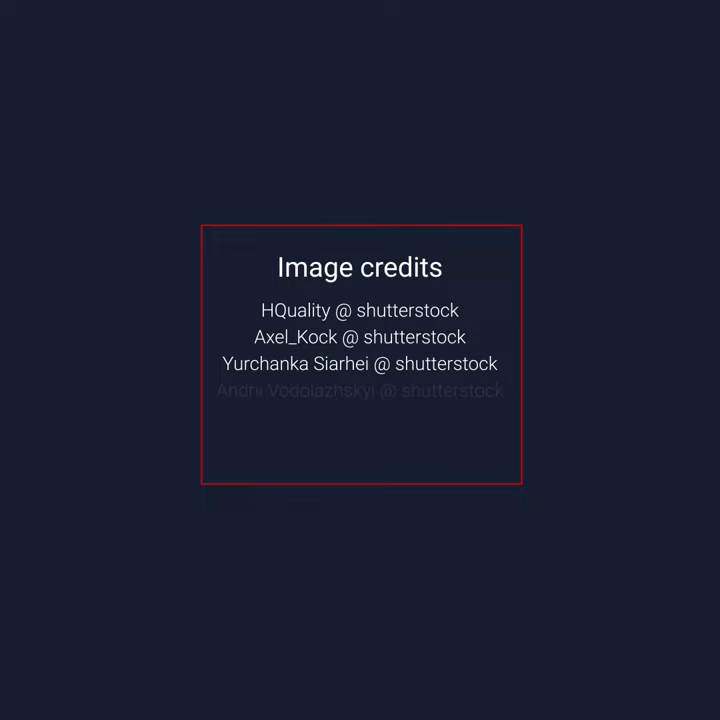 Image credits
HQuality @ shutterstock
Axel_Kock @ shutterstock
Yurchanka Siarhei @ shutterstock
Andrii Vodolazhskyi @ shutterstock